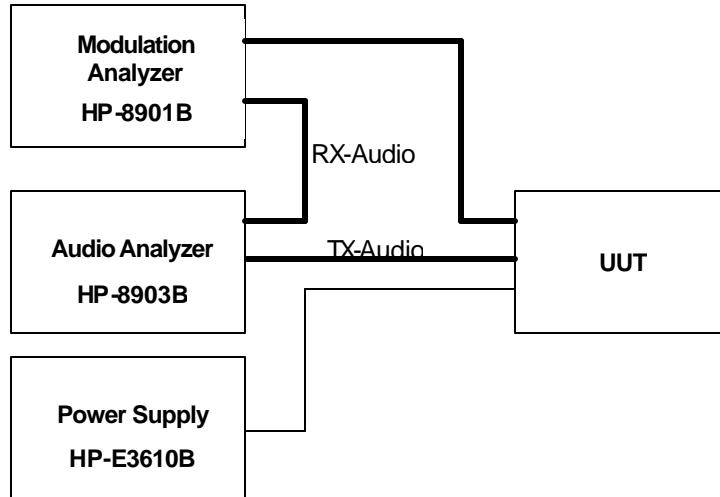 Modulation
Analyzer
HP-8901B
RX-Audio
Audio Analyzer
HP-8903B
TX-Audio
UUT
Power Supply
HP-E3610B